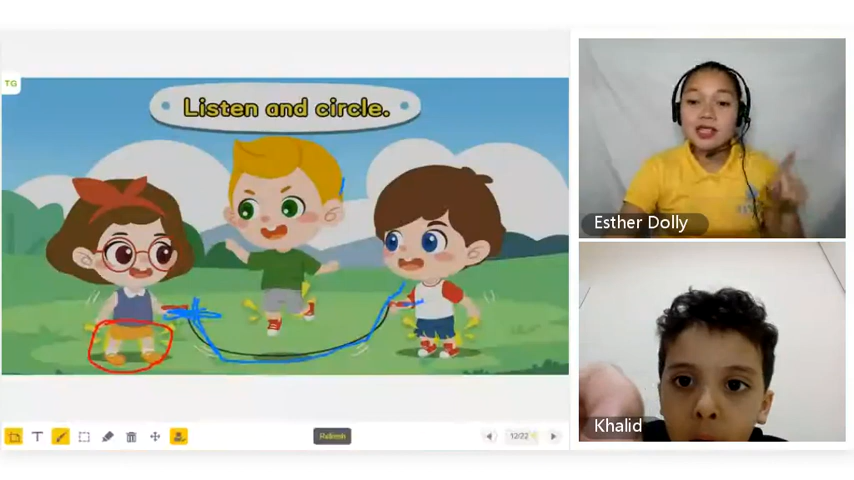 TG
Listen and circle.
Esther Dolly
Khalid
T
Refresh
12/22